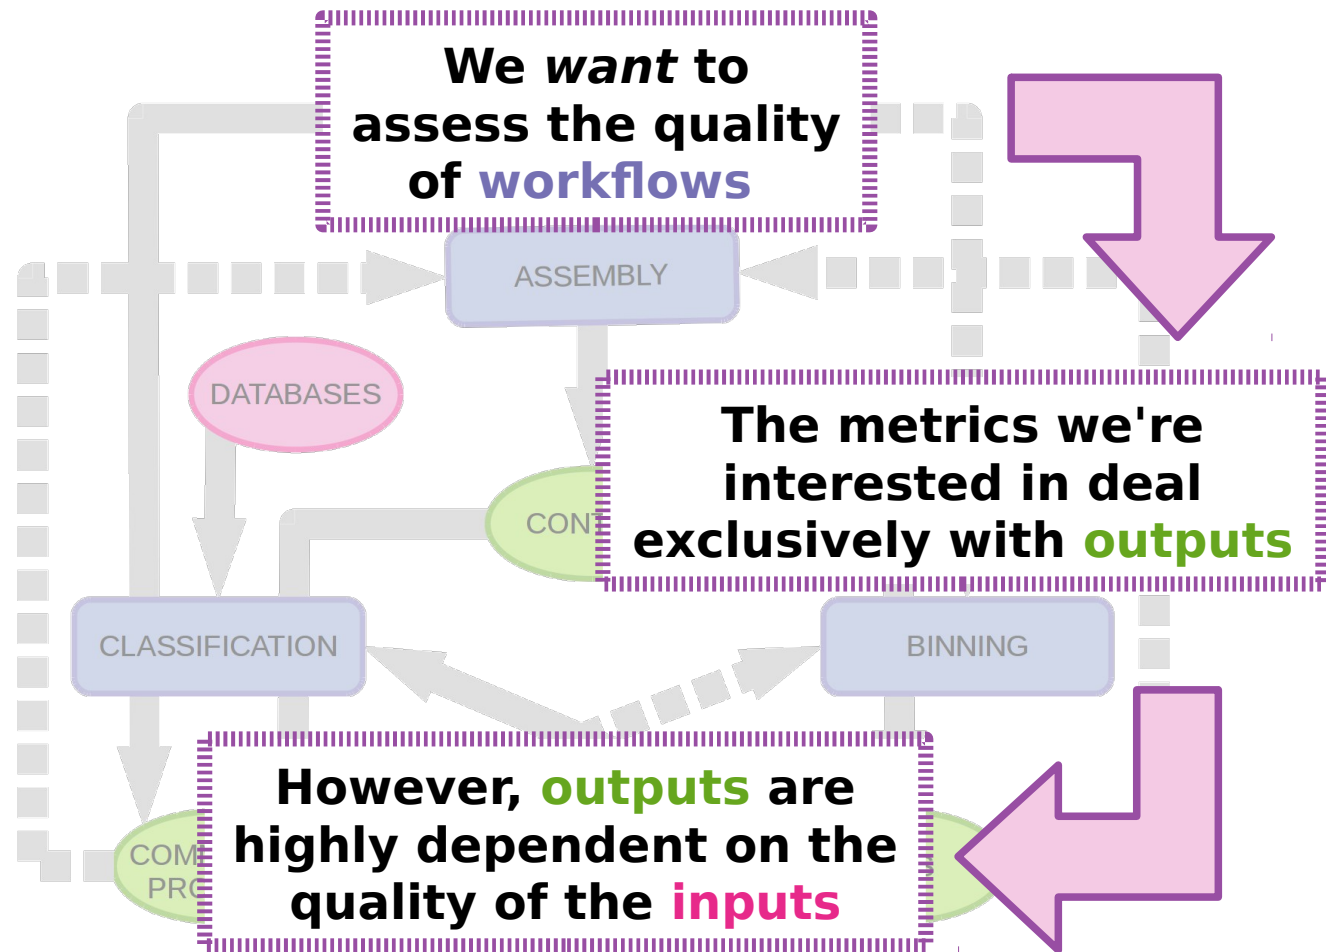 We want to
assess the quality
of workflows
ASSEMBLY
DATABASES
The metrics we're
interested in deal
exclusively with outputs
CLASSIFICATION
BINNING
However, outputs are
highly dependent on the
quality of the inputs